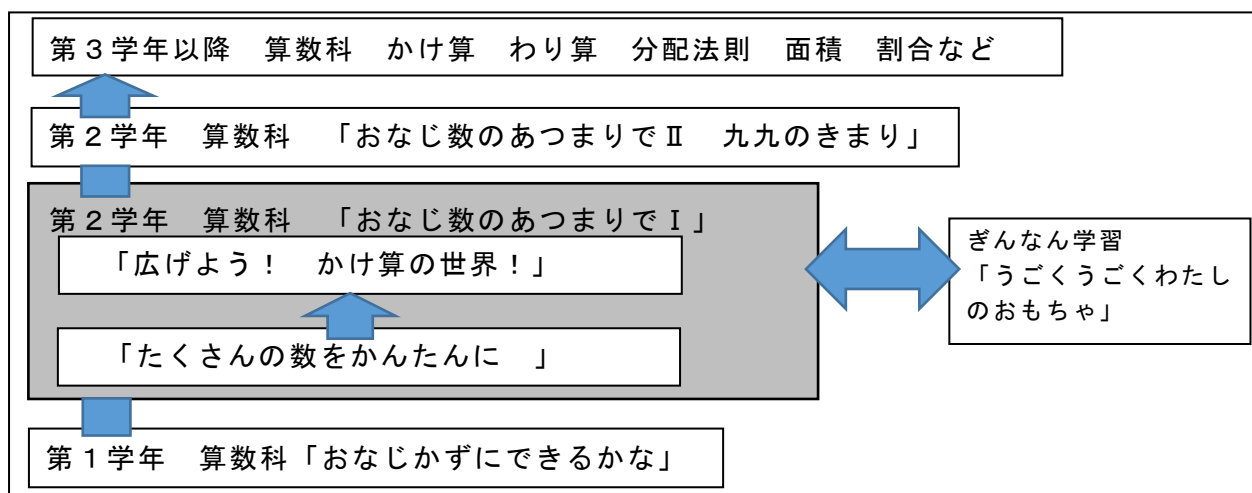 第３学年以降　算数科　かけ算　わり算　分配法則　面積　割合など
第２学年　算数科　「おなじ数のあつまりでⅡ　九九のきまり」
第２学年　算数科　「おなじ数のあつまりでⅠ」
「広げよう！　かけ算の世界！」
「たくさんの数をかんたんに　」
ぎんなん学習
「うごくうごくわたし
のおもちゃ」
第１学年　算数科「おなじかずにできるかな」